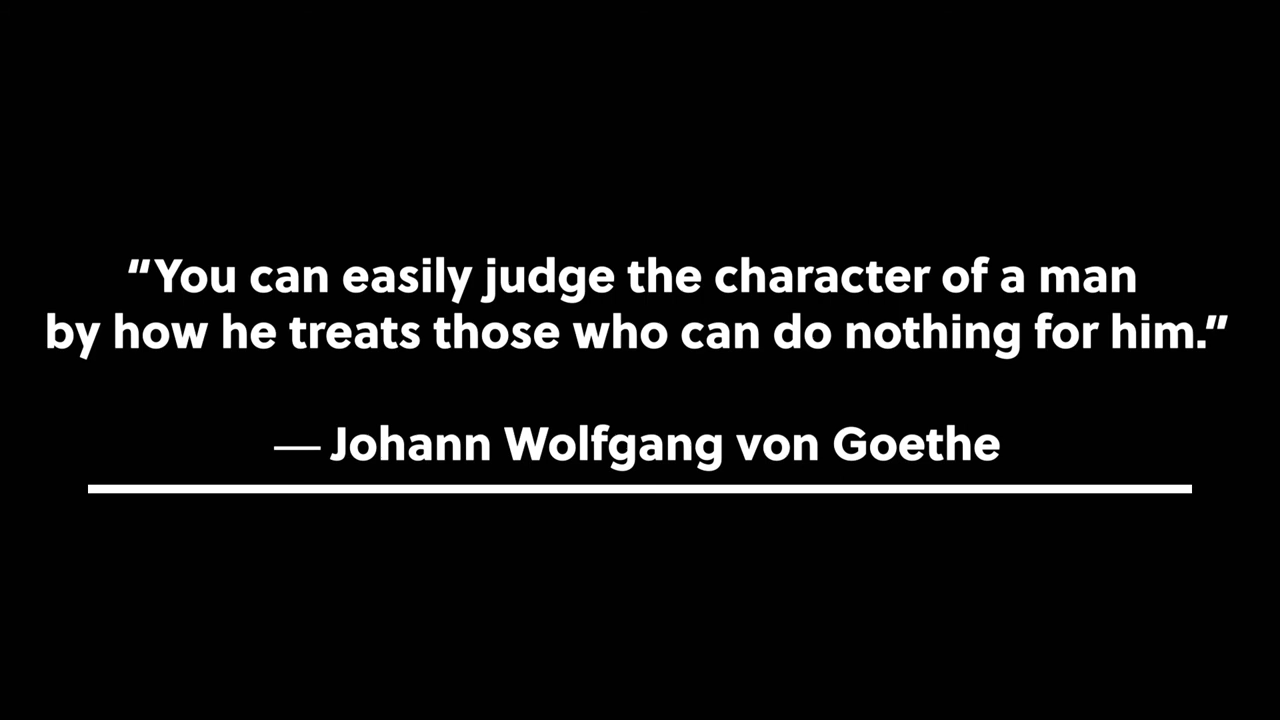 “You can easily judge the character of a man
by how he treats those who can do nothing for him.”
— Johann Wolfgang von Goethe